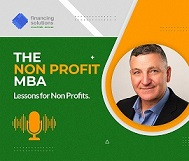 financing
solutions
THE
NON PROFIT
MBA
Lessons for Non Profits.